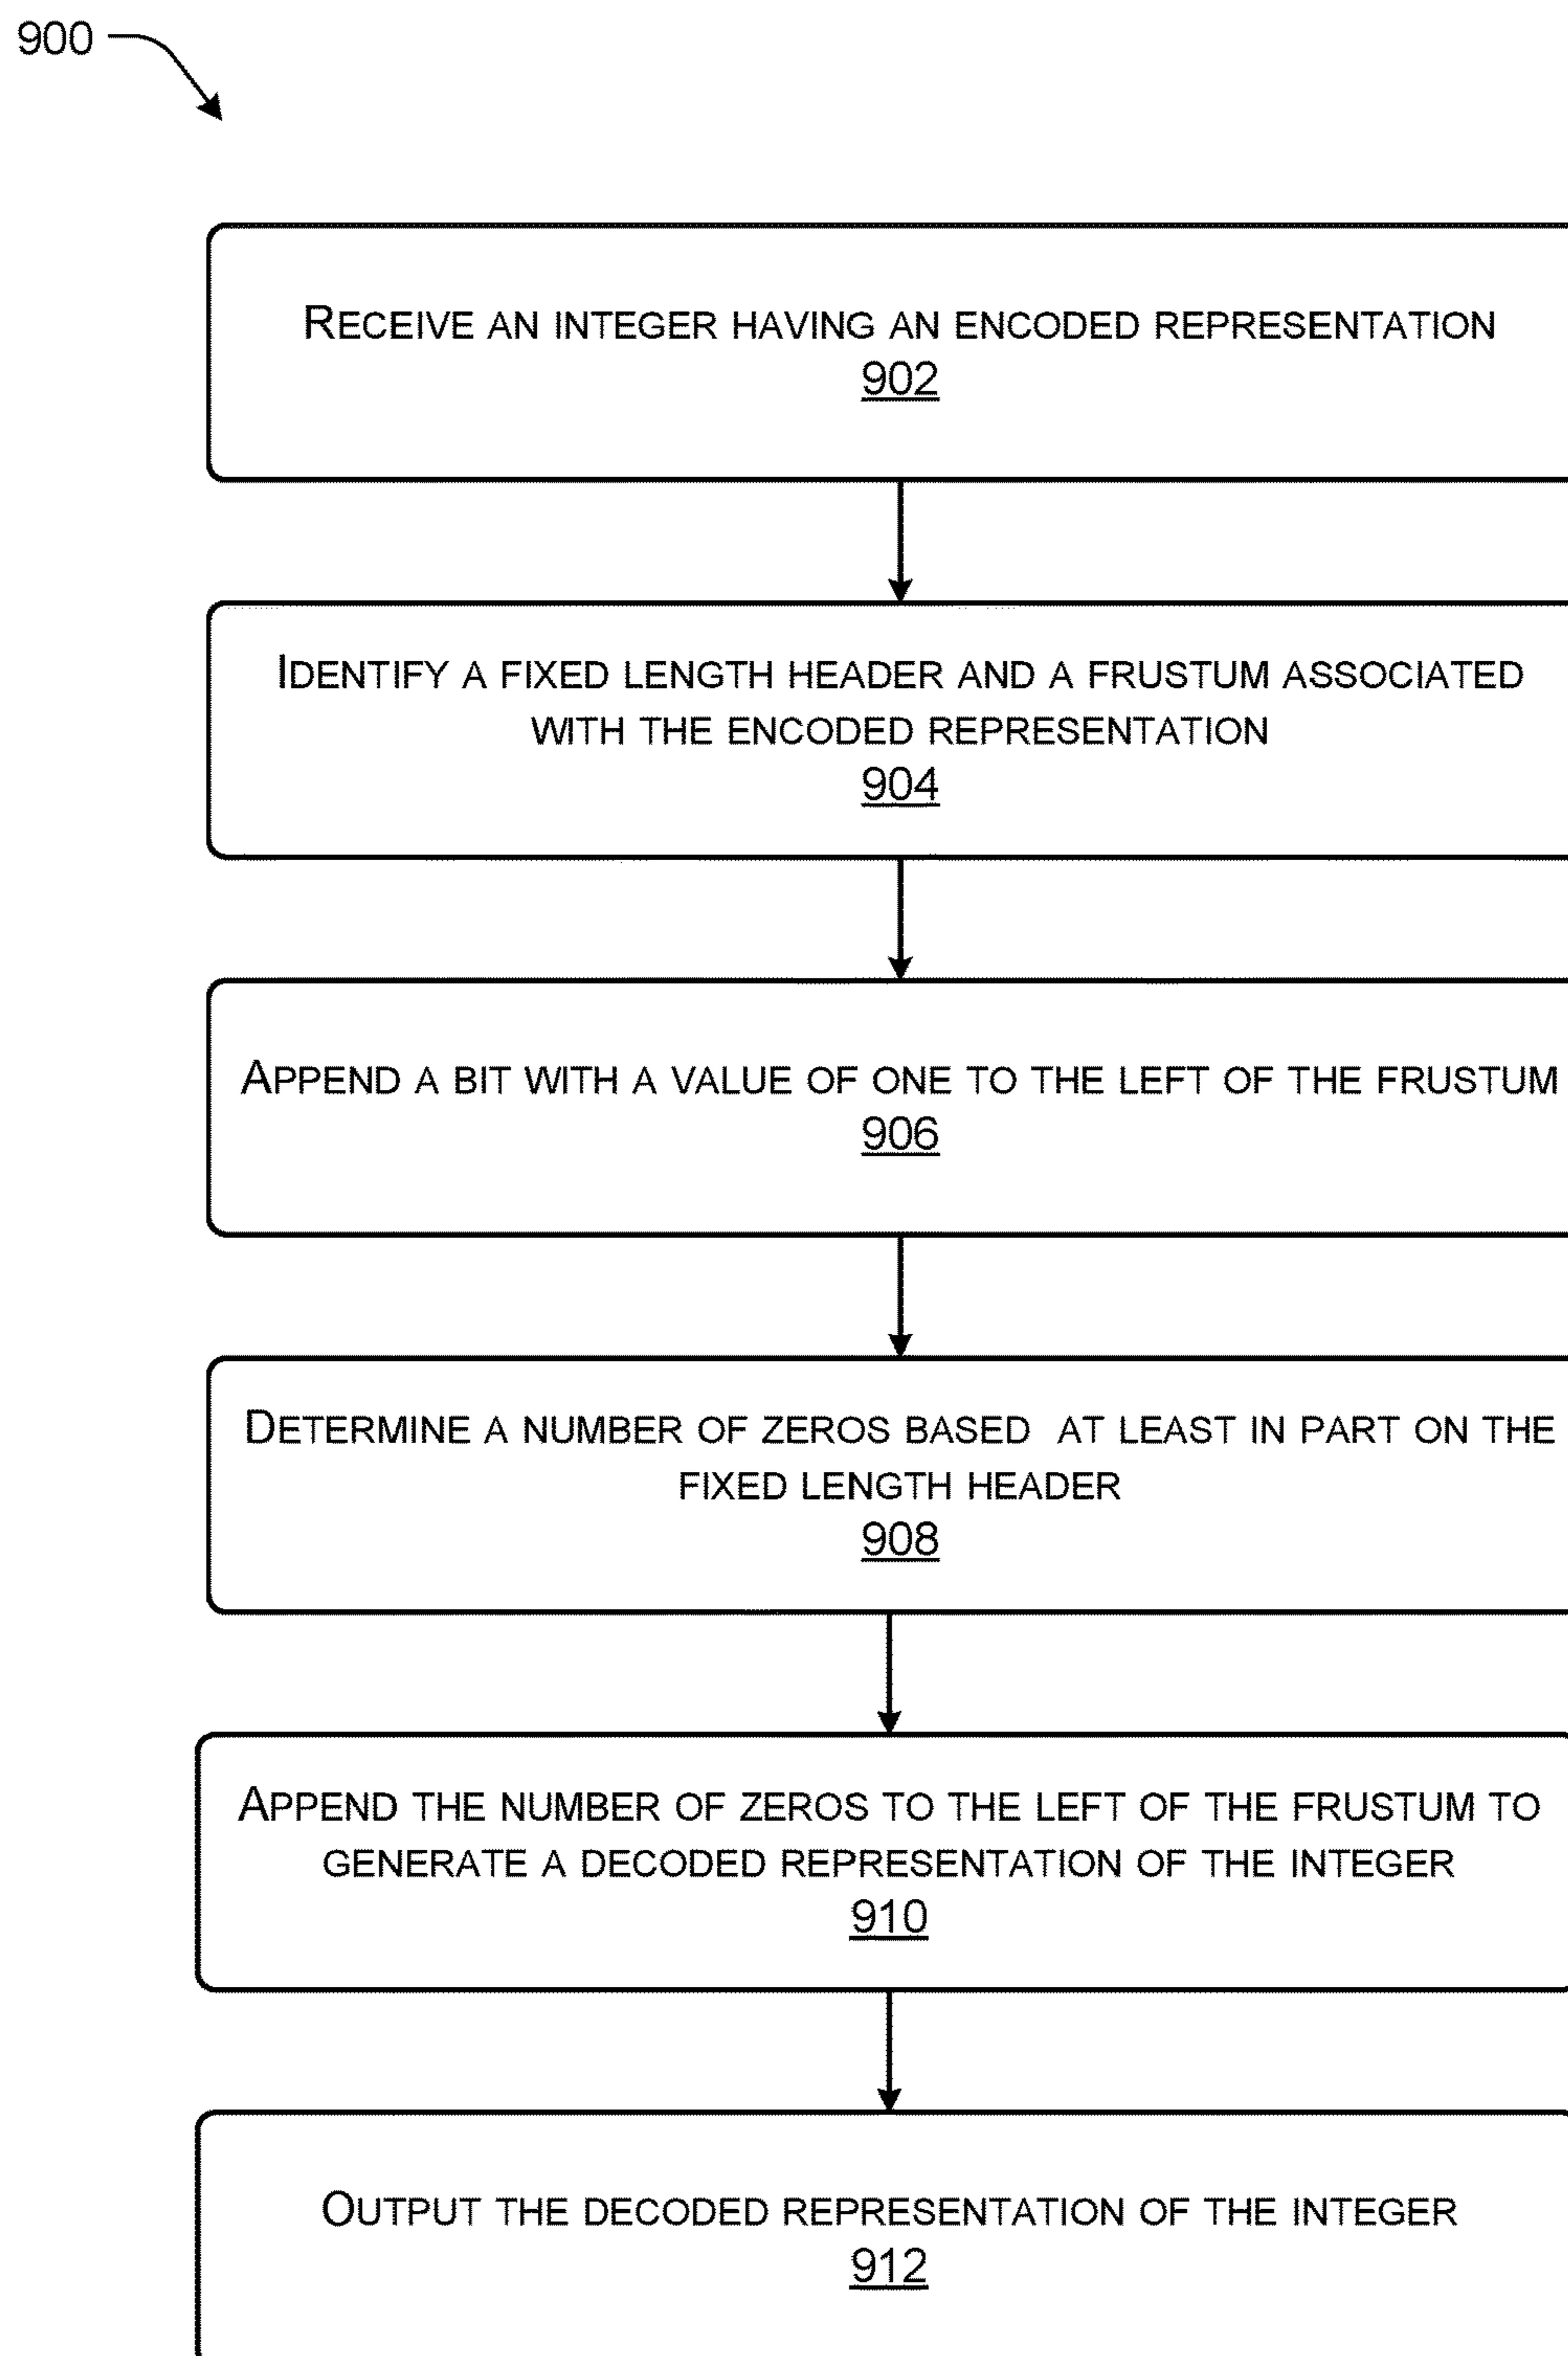 900
RECEIVE AN INTEGER HAVING AN ENCODED REPRESENTATION
902
IDENTIFY A FIXED LENGTH HEADER AND A FRUSTUM ASSOCIATED
WITH THE ENCODED REPRESENTATION
904
APPEND A BIT WITH A VALUE OF ONE TO THE LEFT OF THE FRUSTUM
906
DETERMINE A NUMBER OF ZEROS BASED AT LEAST IN PART ON THE
FIXED LENGTH HEADER
908
APPEND THE NUMBER OF ZEROS TO THE LEFT OF THE FRUSTUM TO
GENERATE A DECODED REPRESENTATION OF THE INTEGER
910
OUTPUT THE DECODED REPRESENTATION OF THE INTEGER
912